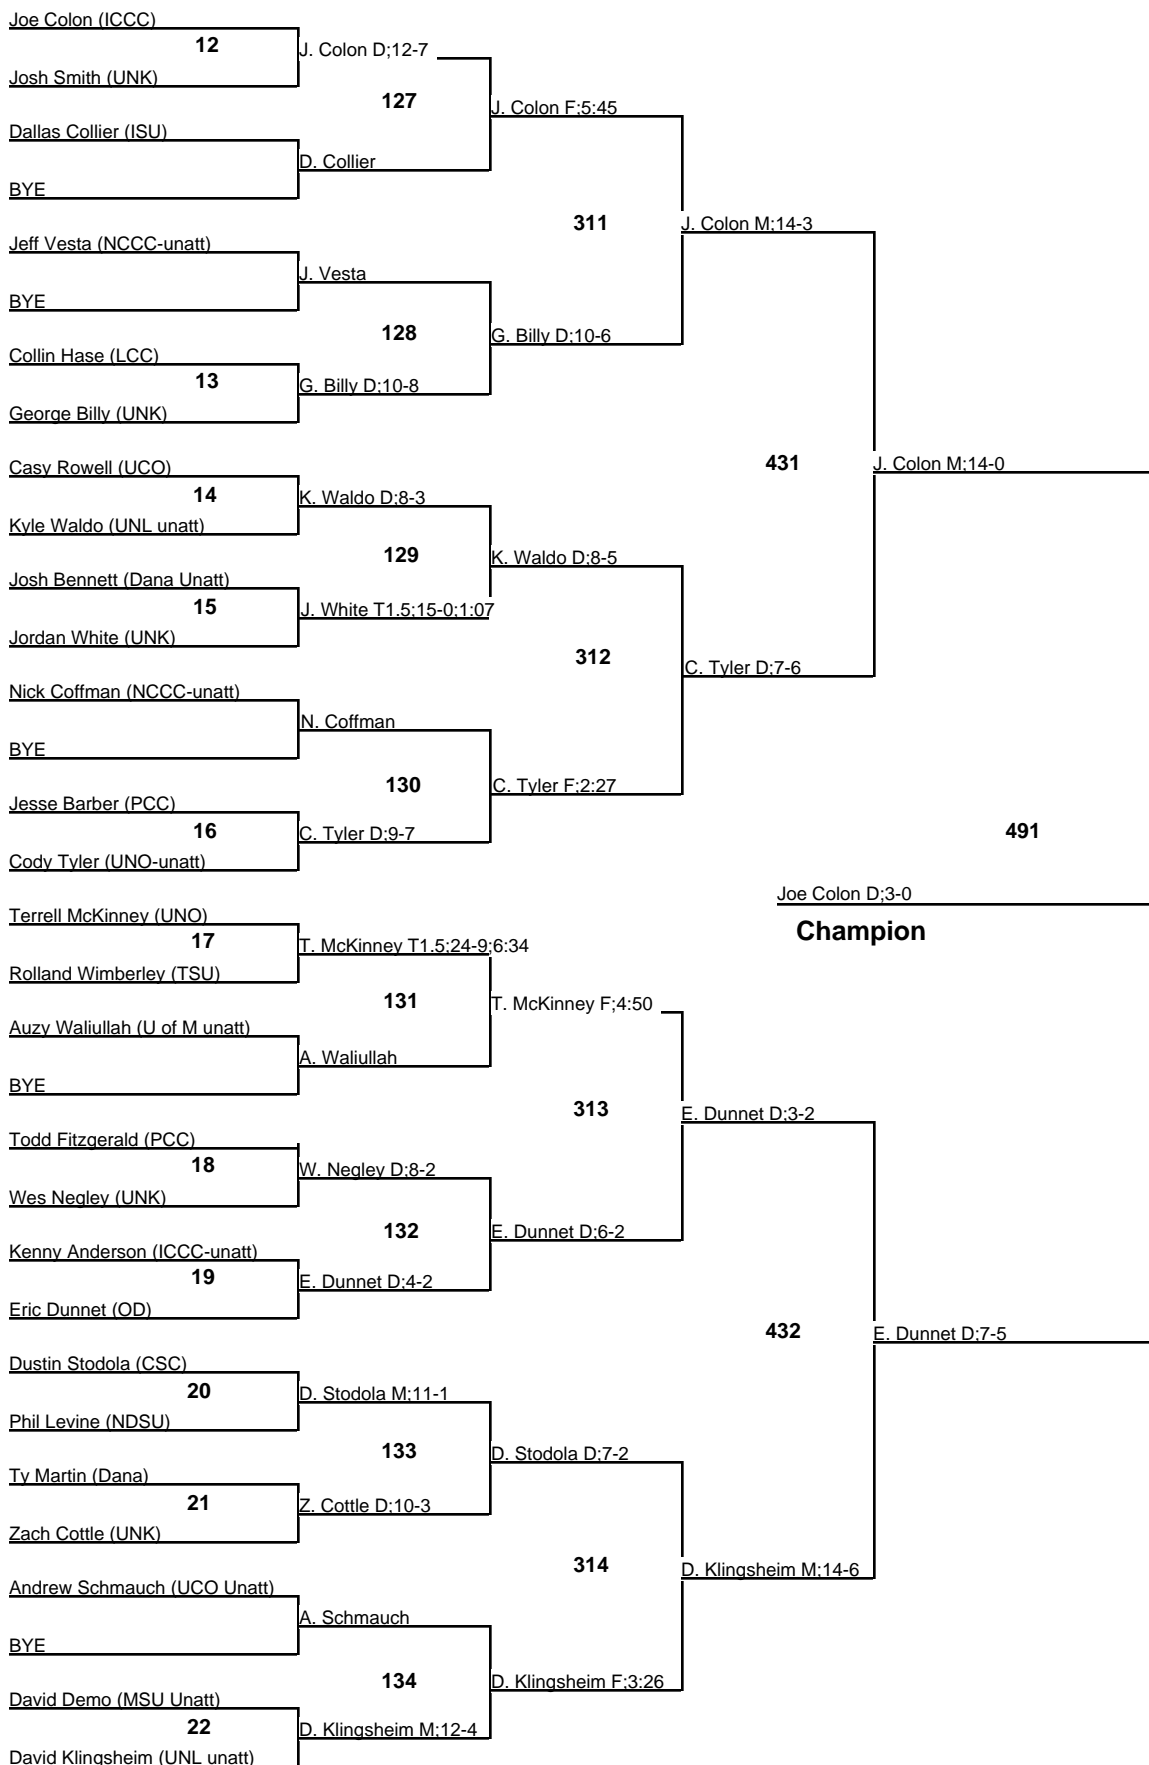 Joe Colon (ICCC)
12
J. Colon D;12-7
Josh Smith (UNK)
127
J. Colon F;5:45
Dallas Collier (ISU)
D. Collier
BYE
311
J. Colon M;14-3
Jeff Vesta (NCCC-unatt)
J. Vesta
BYE
128
G. Billy D;10-6
Collin Hase (LCC)
13
G. Billy D;10-8
George Billy (UNK)
431
J. Colon M;14-0
Casy Rowell (UCO)
14
K. Waldo D;8-3
Kyle Waldo (UNL unatt)
129
K. Waldo D;8-5
Josh Bennett (Dana Unatt)
15
J. White T1.5;15-0;1:07
Jordan White (UNK)
312
C. Tyler D;7-6
Nick Coffman (NCCC-unatt)
N. Coffman
BYE
130
C. Tyler F;2:27
Jesse Barber (PCC)
16
C. Tyler D;9-7
491
Cody Tyler (UNO-unatt)
Joe Colon D;3-0
Champion
Terrell McKinney (UNO)
17
T. McKinney T1.5;24-9;6:34
Rolland Wimberley (TSU)
131
T. McKinney F;4:50
Auzy Waliullah (U of M unatt)
A. Waliullah
BYE
313
E. Dunnet D;3-2
Todd Fitzgerald (PCC)
18
W. Negley D;8-2
Wes Negley (UNK)
132
E. Dunnet D;6-2
Kenny Anderson (ICCC-unatt)
19
E. Dunnet D;4-2
Eric Dunnet (OD)
432
E. Dunnet D;7-5
Dustin Stodola (CSC)
20
D. Stodola M;11-1
Phil Levine (NDSU)
133
D. Stodola D;7-2
Ty Martin (Dana)
21
Z. Cottle D;10-3
Zach Cottle (UNK)
314
D. Klingsheim M;14-6
Andrew Schmauch (UCO Unatt)
A. Schmauch
BYE
134
D. Klingsheim F;3:26
David Demo (MSU Unatt)
22
D. Klingsheim M;12-4
David Klingsheim (UNL unatt)